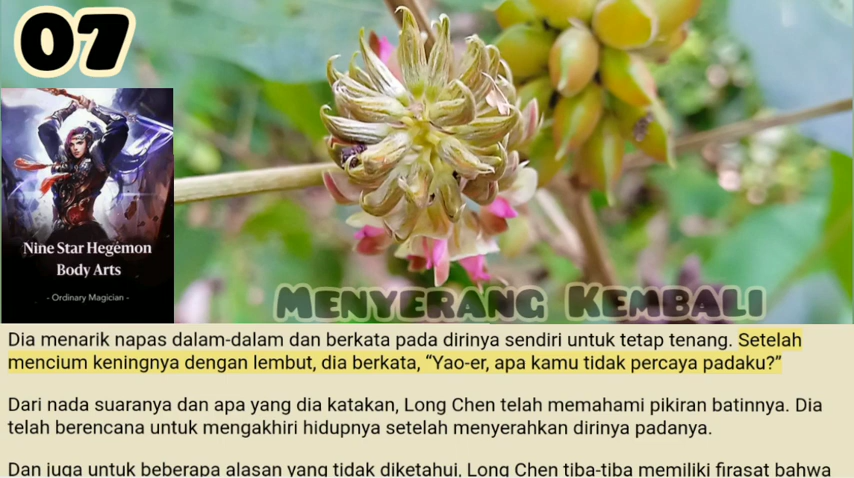 07
Nine Star Hegemon
Body Arts
- Ordinary Magician -
MENYERANG KEMBALI
Dia menarik napas dalam-dalam dan berkata pada dirinya sendiri untuk tetap tenang. Setelah
mencium keningnya dengan lembut, dia berkata, “Yao-er, apa kamu tidak percaya padaku?”
Dari nada suaranya dan apa yang dia katakan, Long Chen telah memahami pikiran batinnya. Dia
telah berencana untuk mengakhiri hidupnya setelah menyerahkan dirinya padanya.
Dan juga untuk beberapa alasan yang tidak diketahui, Long Chen tiba-tiba memiliki firasat bahwa